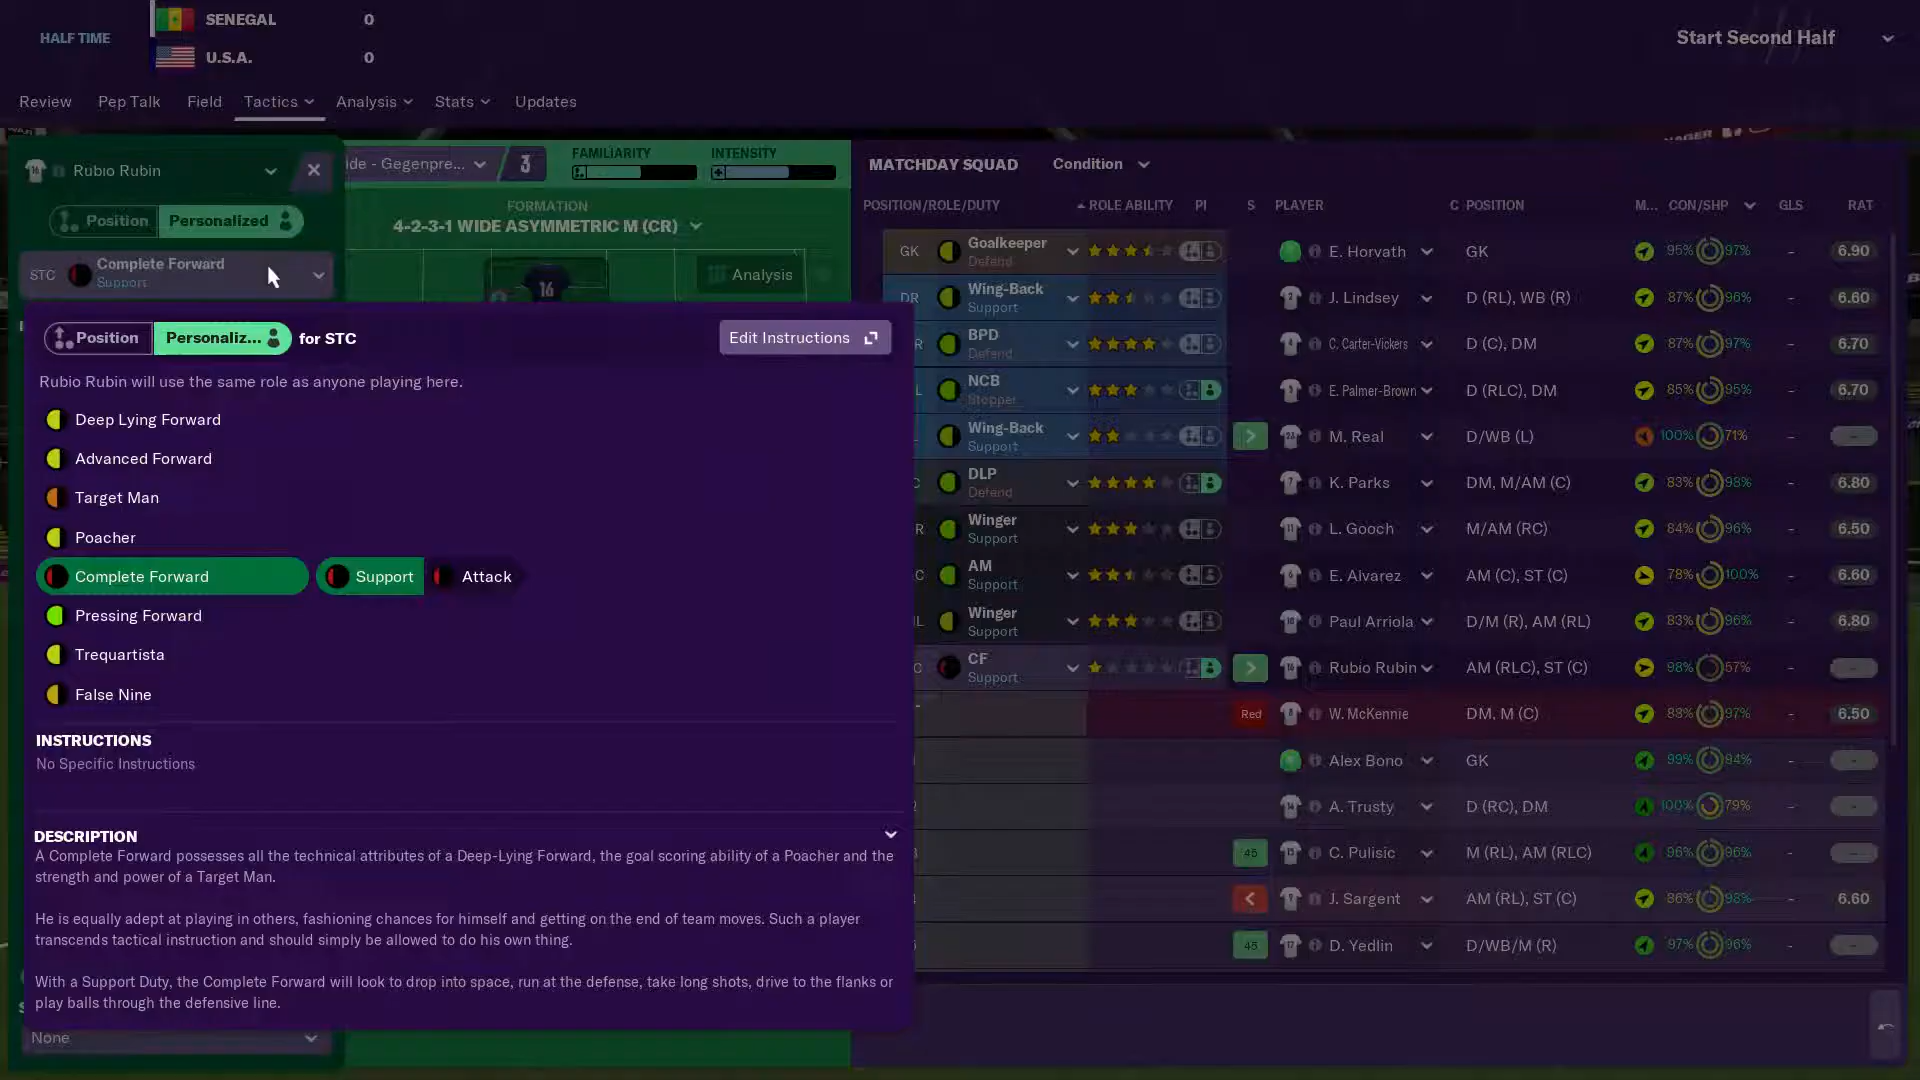 HALF TIME
SENEGAL 0
U.S.A. 0
Start Second Half
Review Pep Talk Field Tactics Analysis Stats Updates
16 Rubio Rubin
ide - Gegenpre... 3
FAMILIARITY INTENSITY
Position Personalized
FORMATION
4-2-3-1 WIDE ASYMMETRIC M (CR)
STC Complete Forward
Support
16
Analysis
Position Personaliz... for STC
Edit Instructions
Rubio Rubin will use the same role as anyone playing here.
Deep Lying Forward
Advanced Forward
Target Man
Poacher
Complete Forward Support Attack
Pressing Forward
Trequartista
False Nine
INSTRUCTIONS
No Specific Instructions
DESCRIPTION
A Complete Forward possesses all the technical attributes of a Deep-Lying Forward, the goal scoring ability of a Poacher and the
strength and power of a Target Man.
He is equally adept at playing in others, fashioning chances for himself and getting on the end of team moves. Such a player
transcends tactical instruction and should simply be allowed to do his own thing.
With a Support Duty, the Complete Forward will look to drop into space, run at the defense, take long shots, drive to the flanks or
play balls through the defensive line.
None
MATCHDAY SQUAD Condition
POSITION/ROLE/DUTY ROLE ABILITY PI S PLAYER C POSITION M... CON/SHP GLS RAT
GK Goalkeeper Defend E. Horvath GK 95% 97% - 6.90
DR Wing-Back Support J. Lindsey D (RL), WB (R) 87% 96% - 6.60
R BPD Defend C. Carter-Vickers D (C), DM 87% 97% - 6.70
L NCB Stopper E. Palmer-Brown D (RLC), DM 85% 95% - 6.70
Wing-Back Support M. Real D/WB (L) 100% 71% - -
C DLP Defend K. Parks DM, M/AM (C) 83% 98% - 6.80
R Winger Support L. Gooch M/AM (RC) 84% 96% - 6.50
C AM Support E. Alvarez AM (C), ST (C) 78% 100% - 6.60
L Winger Support Paul Arriola D/M (R), AM (RL) 83% 96% - 6.80
C CF Support Rubio Rubin AM (RLC), ST (C) 98% 57% - -
Red W. McKennie DM, M (C) 83% 97% - 6.50
Alex Bono GK 99% 94% - -
A. Trusty D (RC), DM 100% 79% - -
45 C. Pulisic M (RL), AM (RLC) 96% 96% - -
J. Sargent AM (RL), ST (C) 86% 98% - 6.60
45 D. Yedlin D/WB/M (R) 97% 96% - -